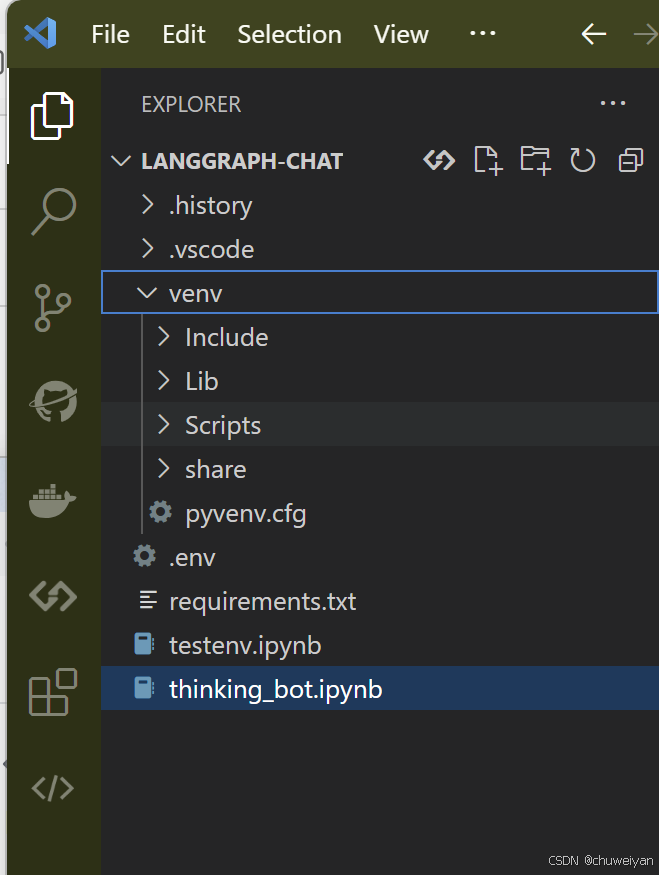 File Edit Selection View
EXPLORER
LANGGRAPH-CHAT
.history
.vscode
venv
Include
Lib
Scripts
share
pyvenv.cfg
.env
requirements.txt
testenv.ipynb
thinking_bot.ipynb
CSDN @chuweiyan